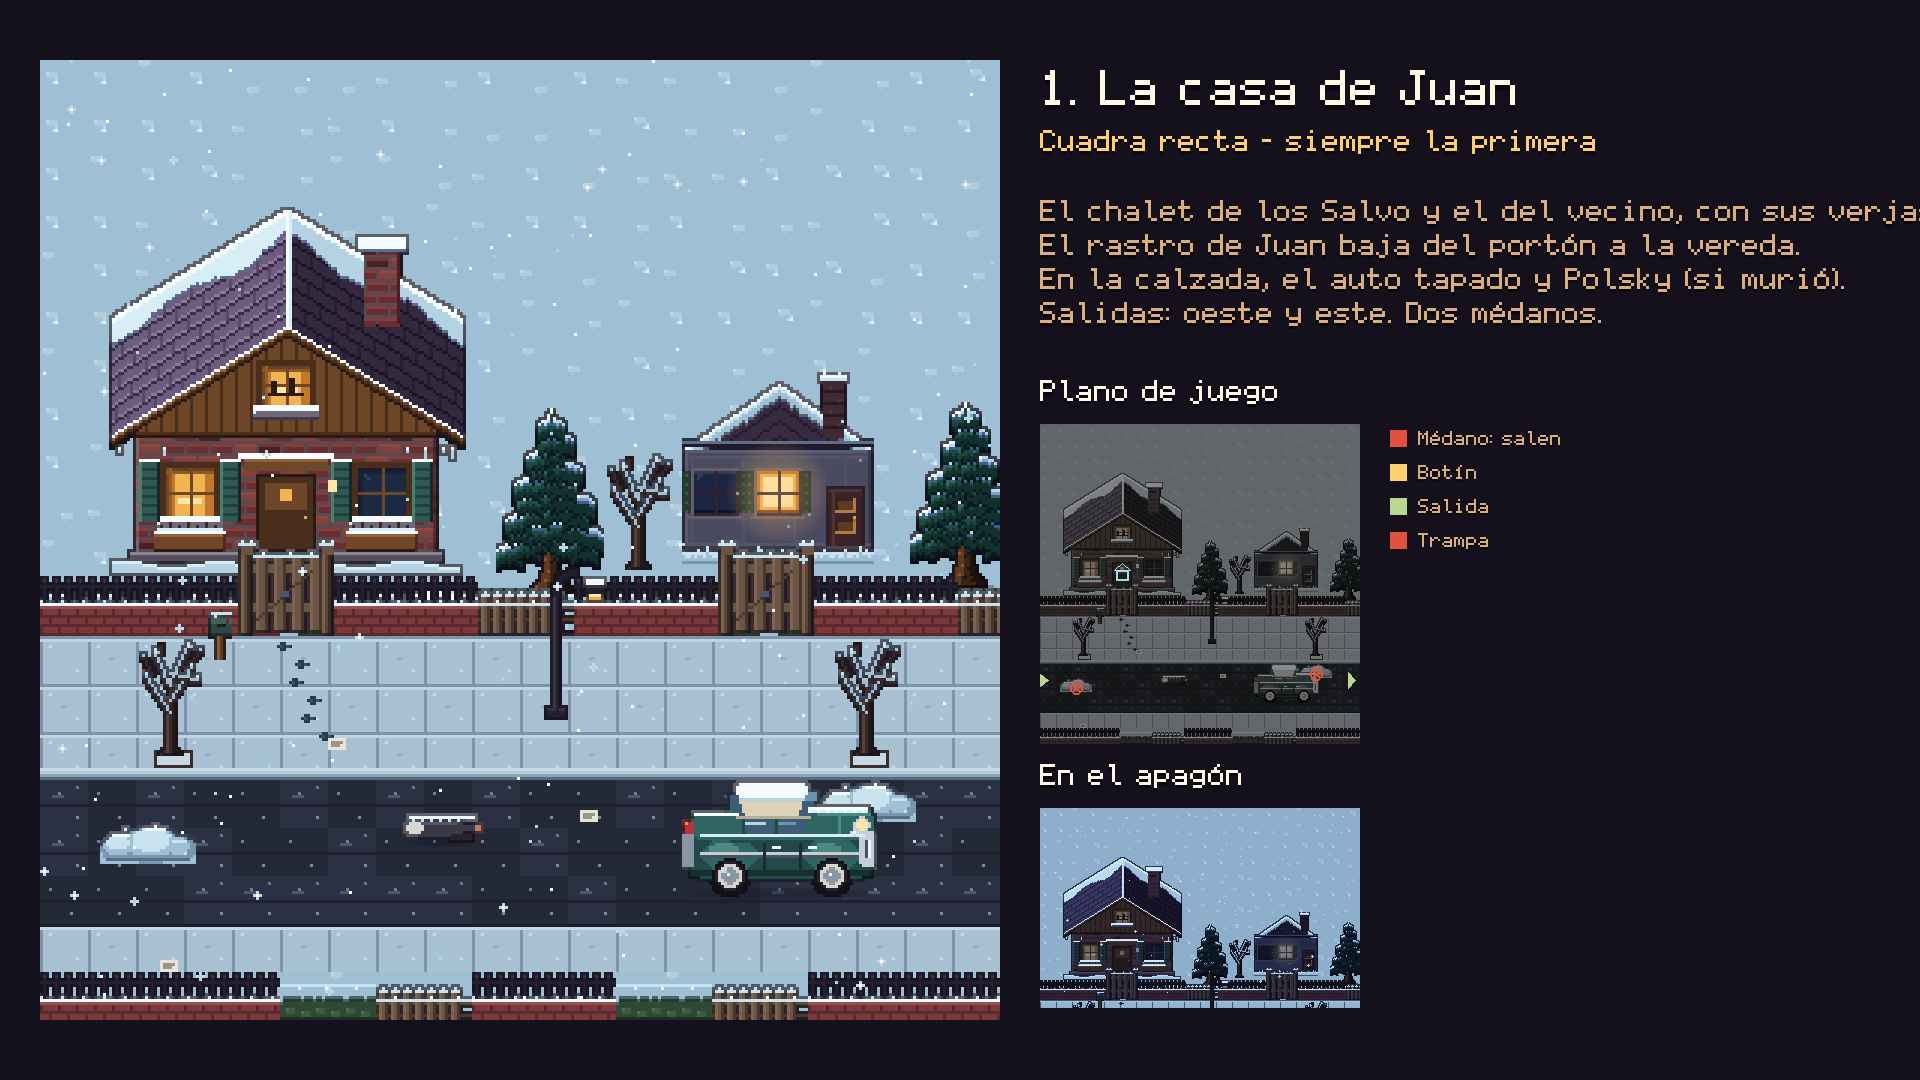 1. La casa de Juan
Cuadra recta - siempre la primera
El chalet de los Salvo y el del vecino, con sus verjas
El rastro de Juan baja del portón a la vereda.
En la calzada, el auto tapado y Polsky (si murió).
Salidas: oeste y este. Dos médanos.
Plano de juego
Médano: salen
Botín
Salida
Trampa
En el apagón